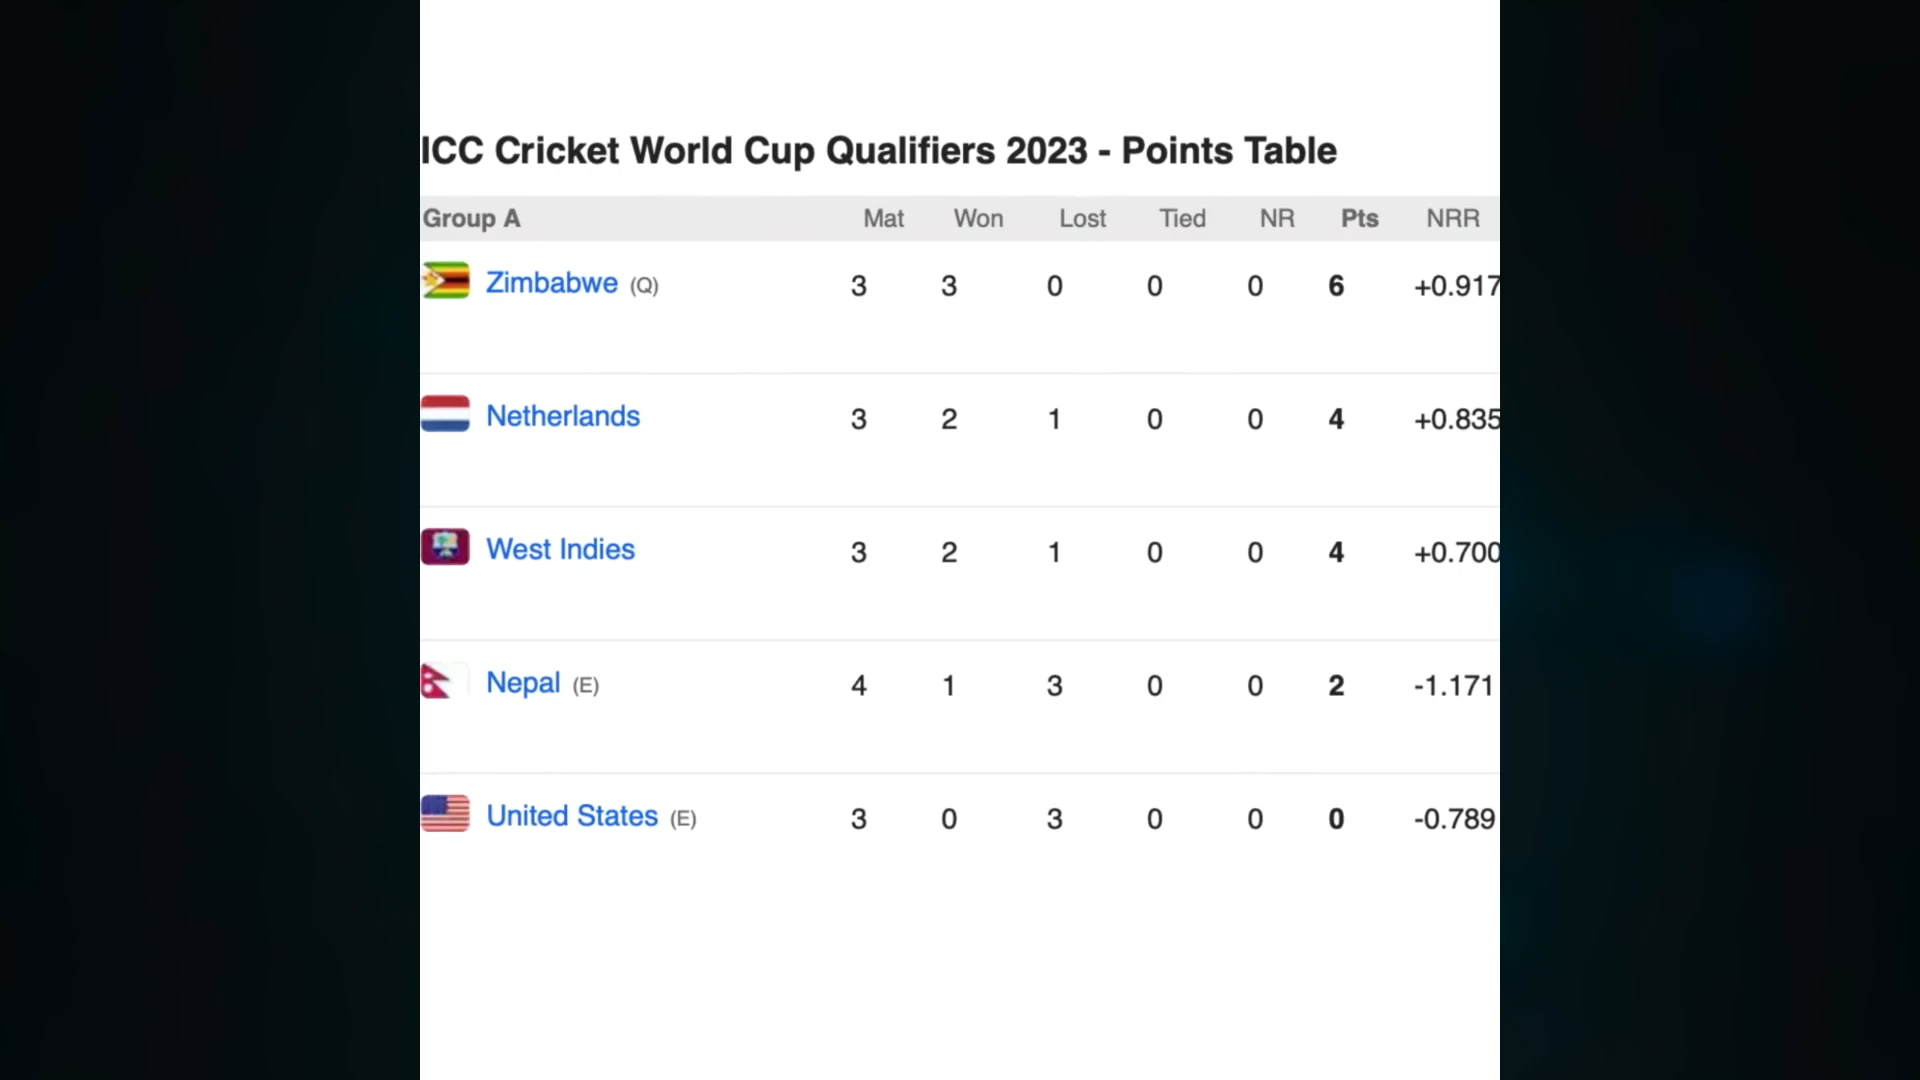 ICC Cricket World Cup Qualifiers 2023 - Points Table
Group A Mat Won Lost Tied NR Pts NRR
Zimbabwe (Q) 3 3 0 0 0 6 +0.917
Netherlands 3 2 1 0 0 4 +0.835
West Indies 3 2 1 0 0 4 +0.700
Nepal (E) 4 1 3 0 0 2 -1.171
United States (E) 3 0 3 0 0 0 -0.789